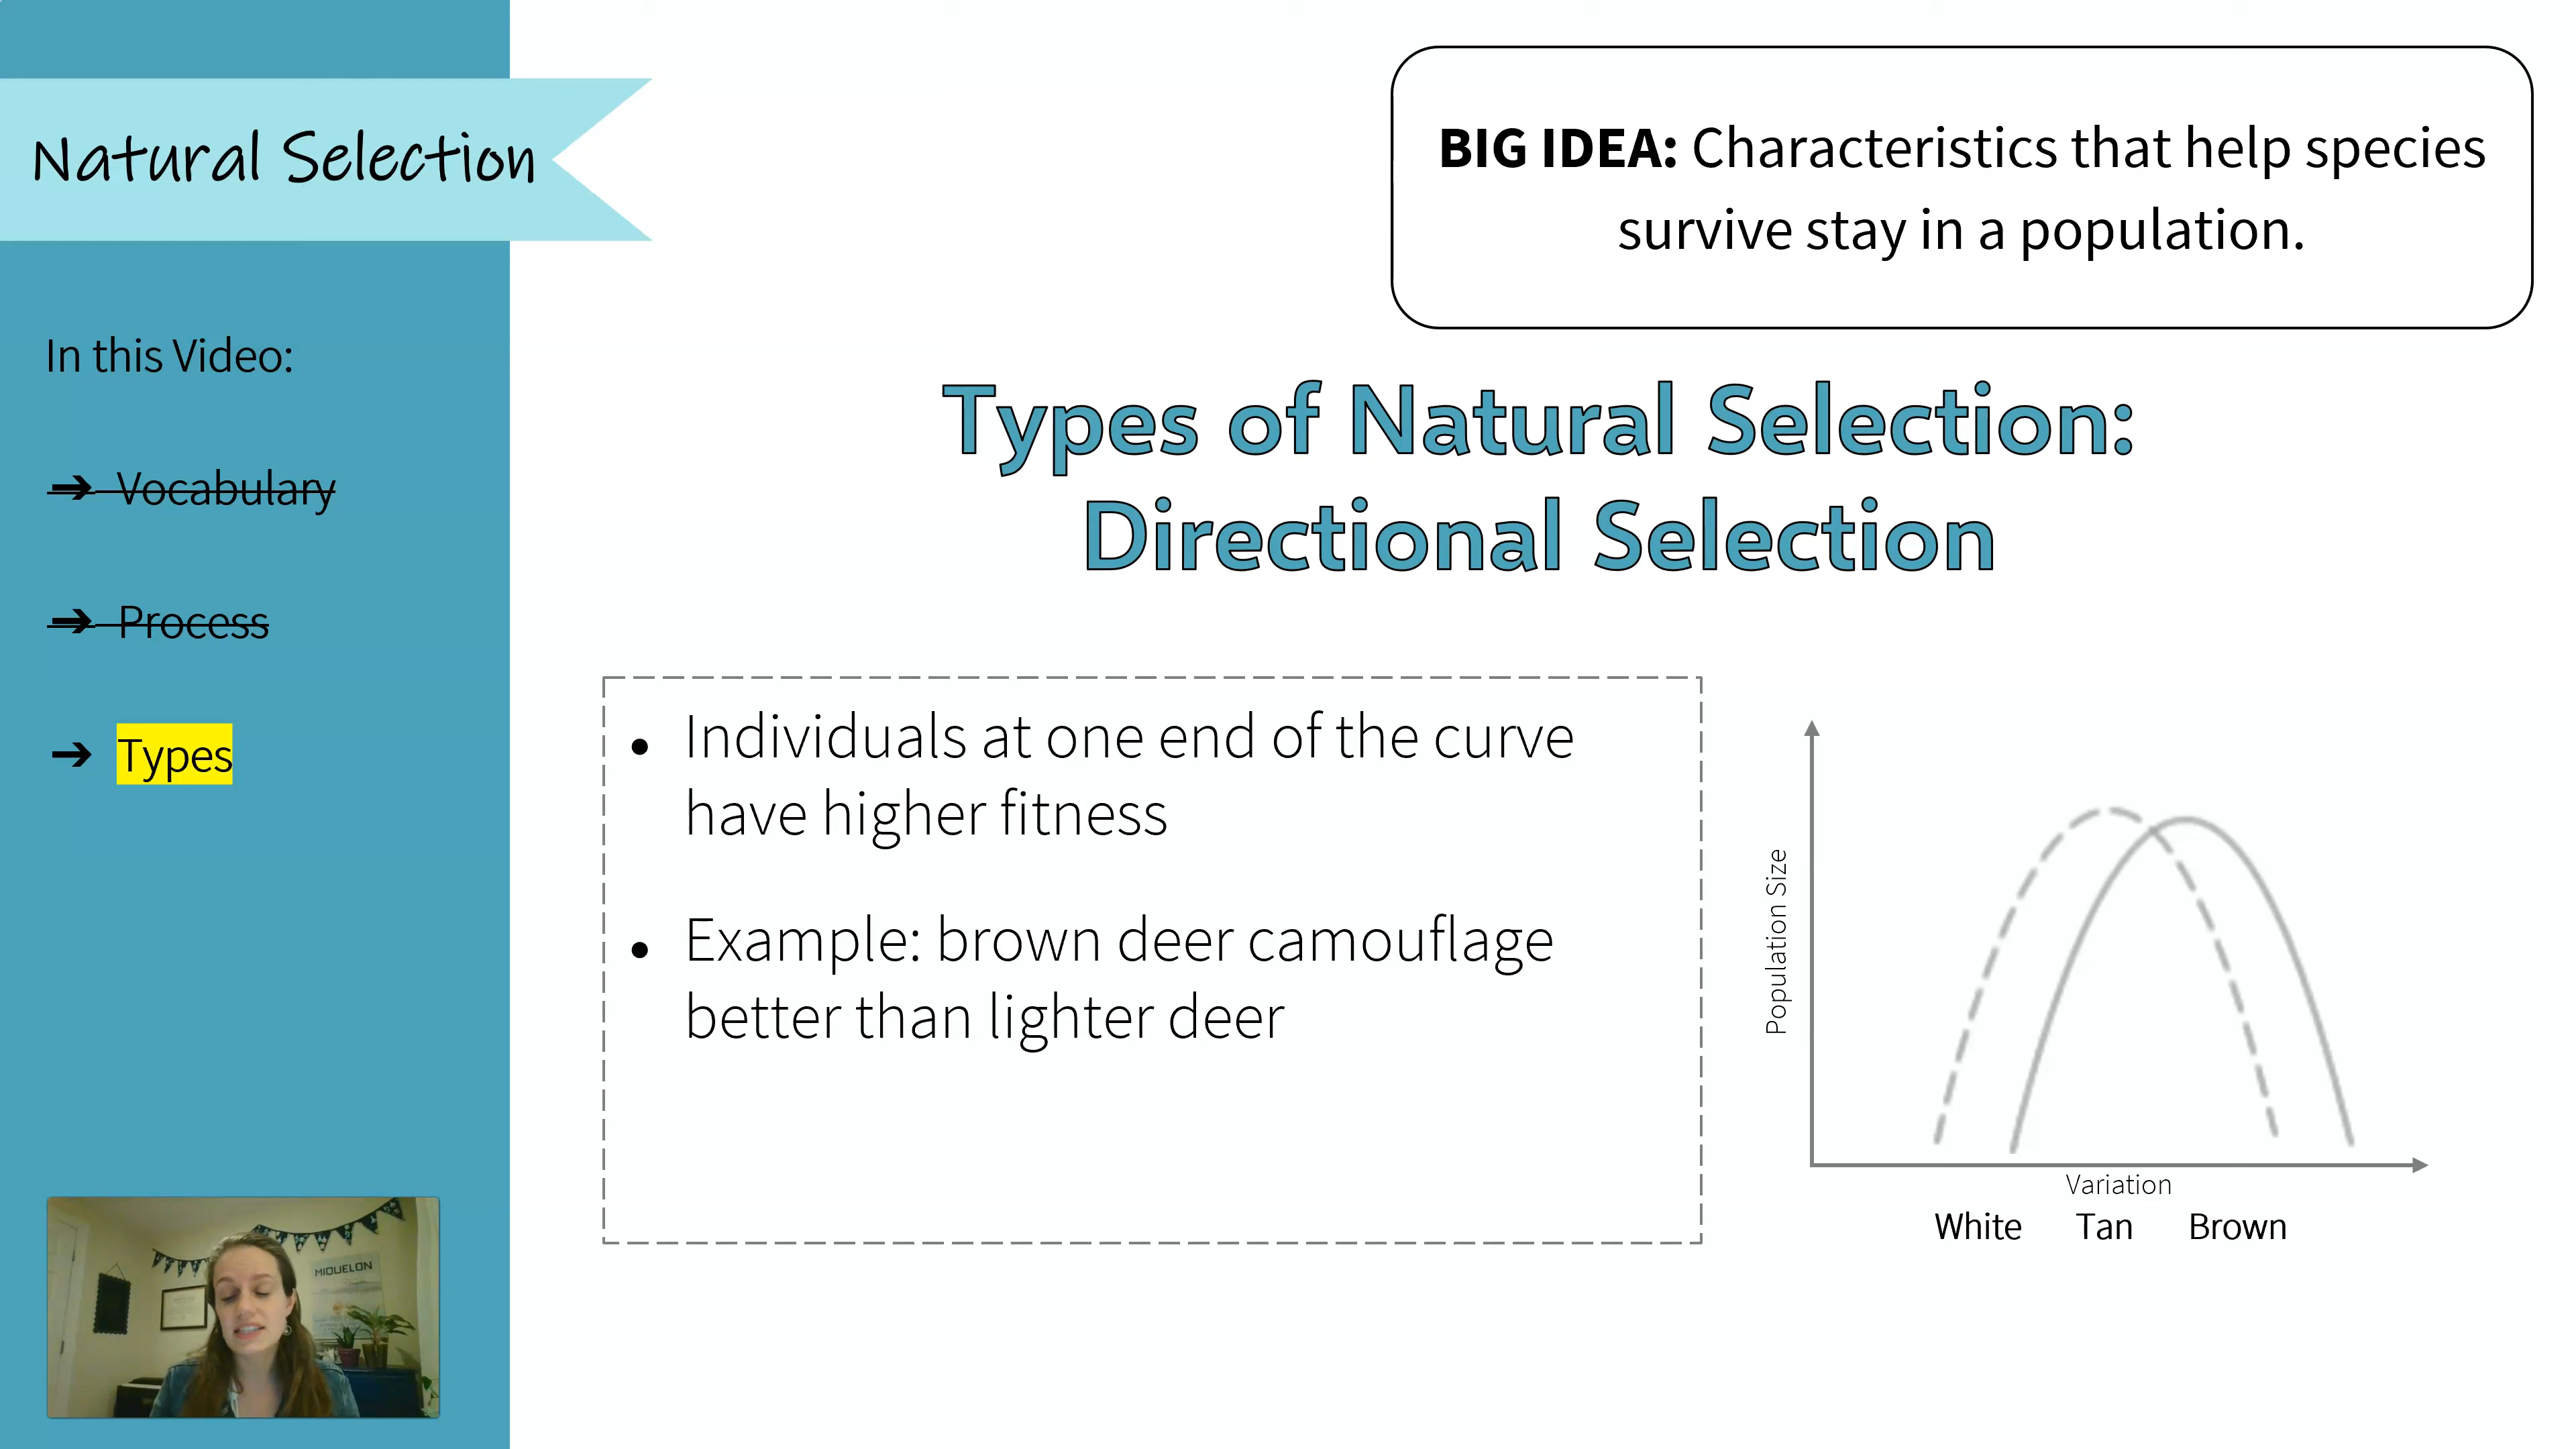 Natural Selection
BIG IDEA: Characteristics that help species
survive stay in a population.
In this Video:
➔ Vocabulary
➔ Process
➔ Types
Types of Natural Selection:
Directional Selection
● Individuals at one end of the curve
have higher fitness
● Example: brown deer camouflage
better than lighter deer
Population Size
Variation
White Tan Brown
MIQUELON